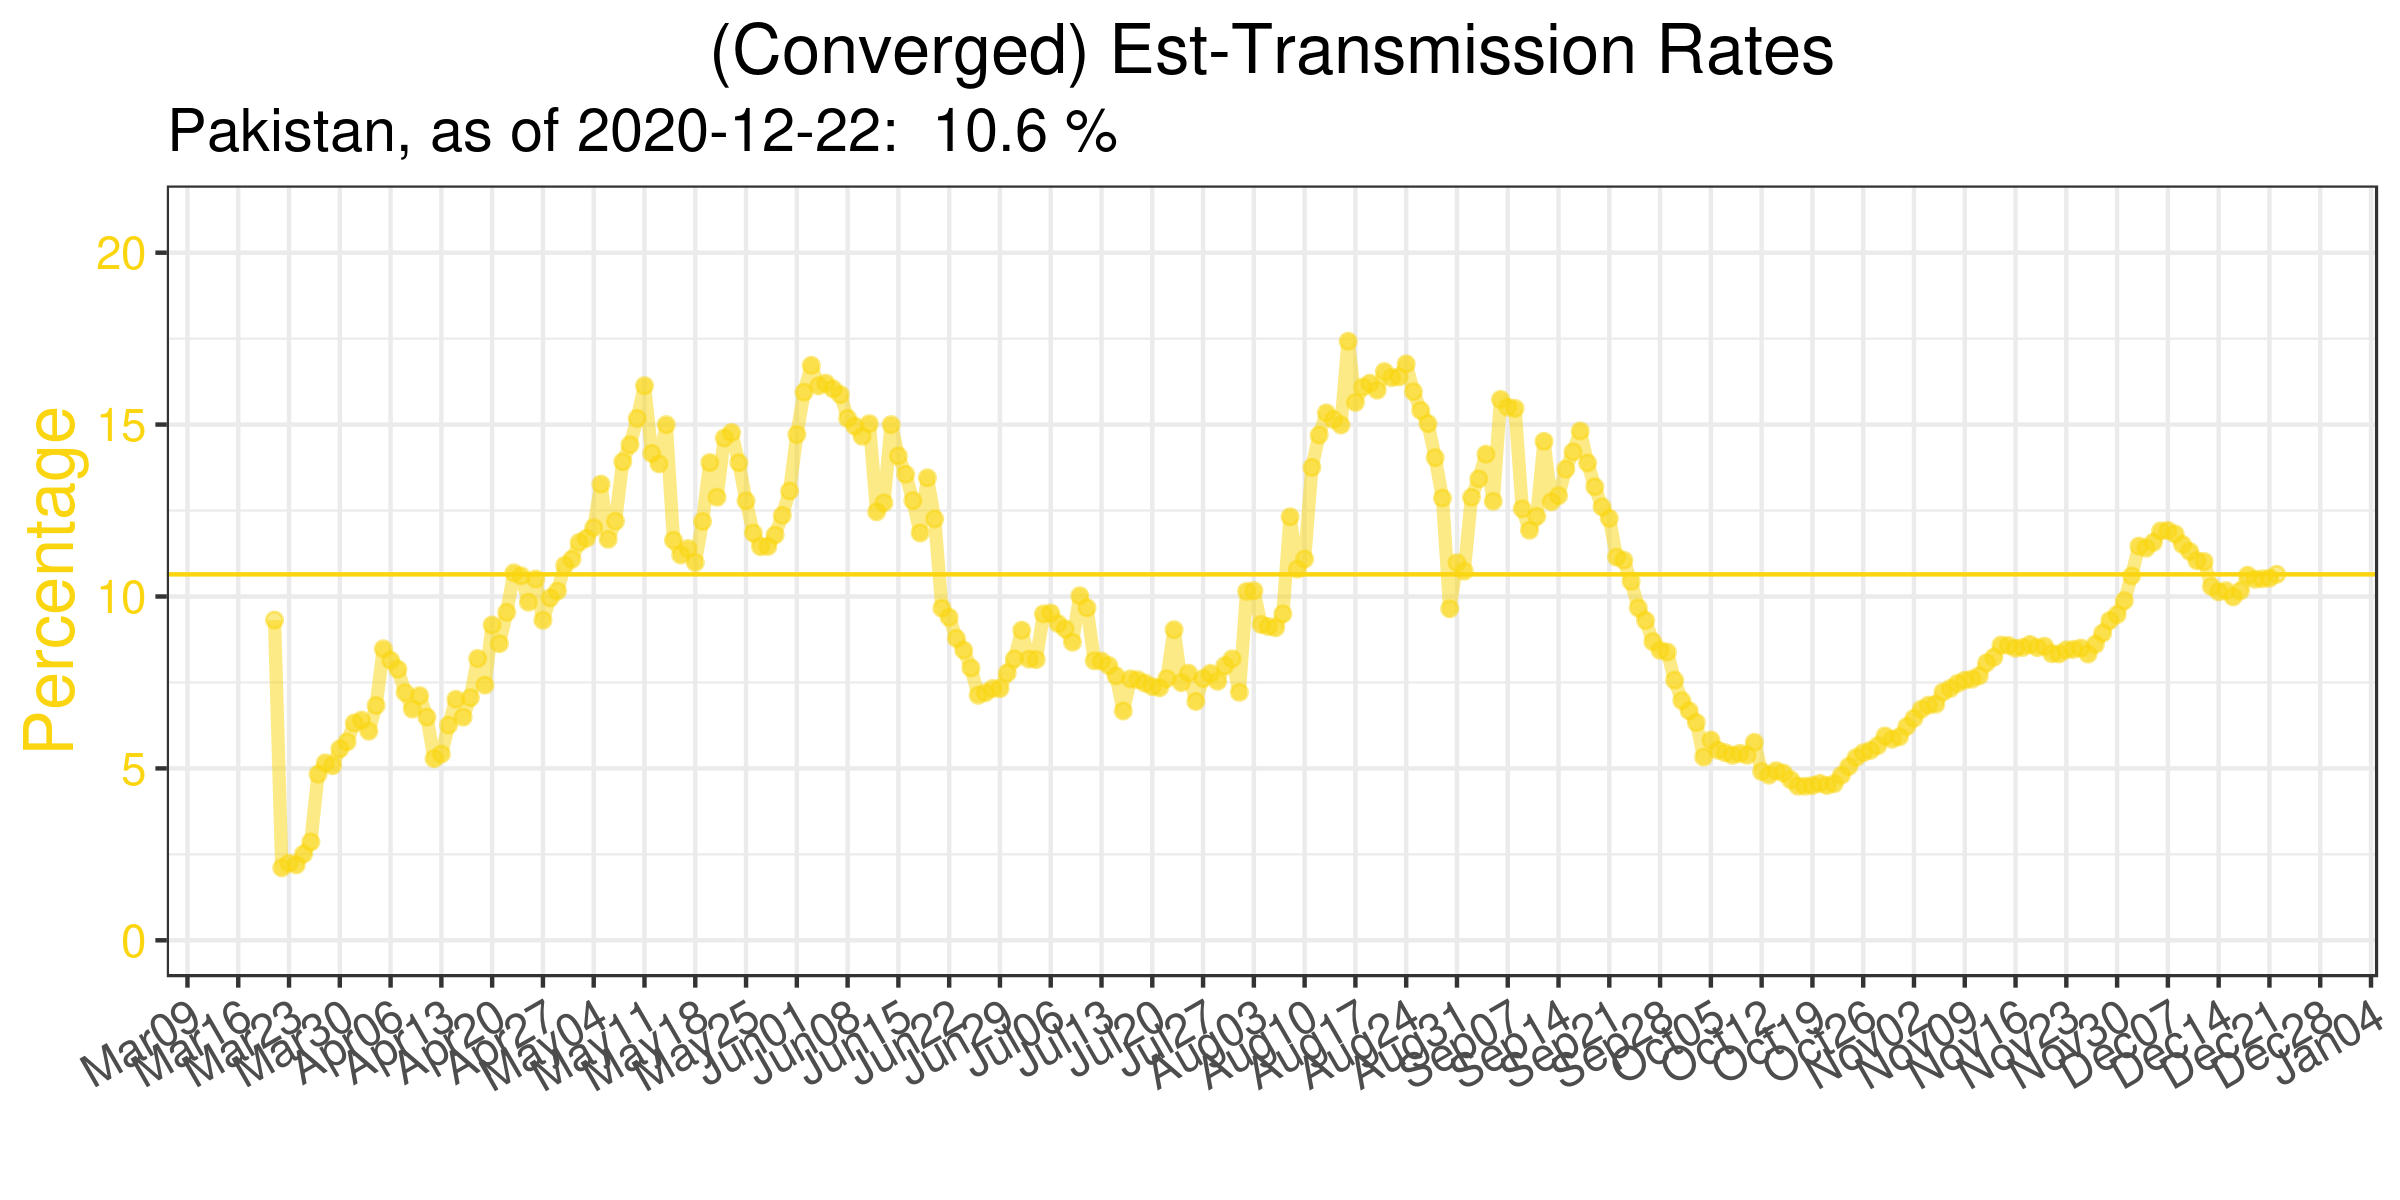 (Converged) Est-Transmission Rates
Pakistan, as of 2020-12-22:  10.6 %
Percentage
20
15
10
5
0
Mar09
Mar16
Mar23
Mar30
Apr06
Apr13
Apr20
Apr27
May04
May11
May18
May25
Jun01
Jun08
Jun15
Jun22
Jun29
Jul06
Jul13
Jul20
Jul27
Aug03
Aug10
Aug17
Aug24
Aug31
Sep07
Sep14
Sep21
Sep28
Oct05
Oct12
Oct19
Oct26
Nov02
Nov09
Nov16
Nov23
Nov30
Dec07
Dec14
Dec21
Dec28
Jan04